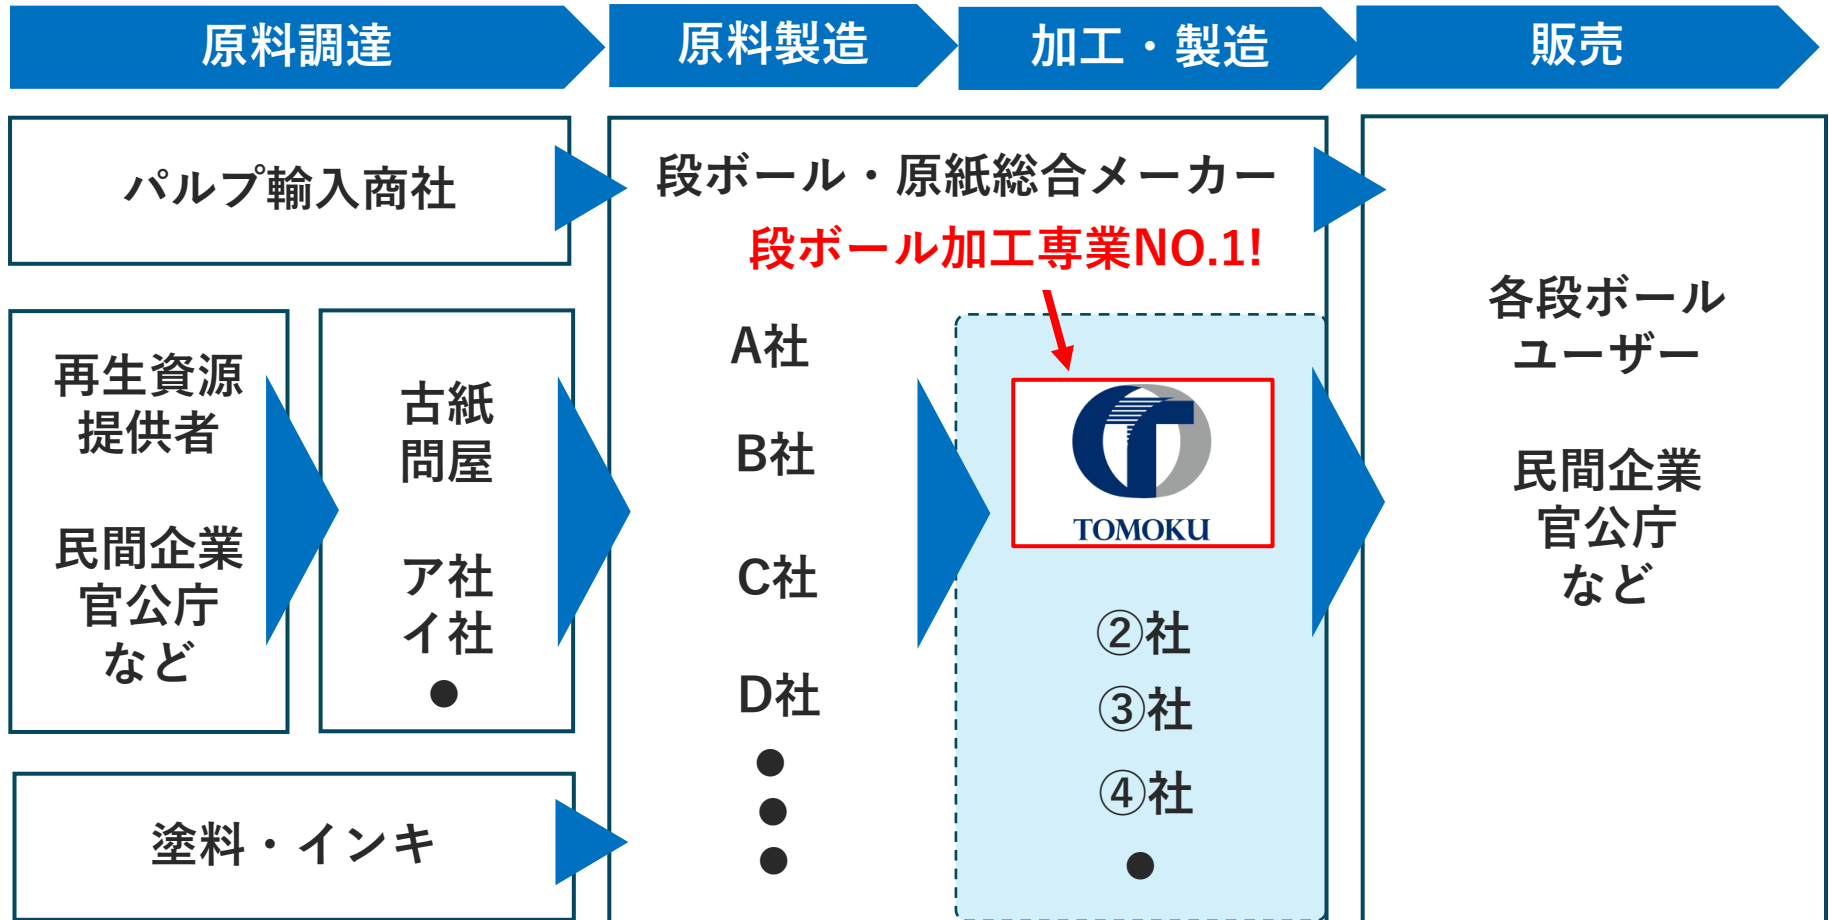 原料調達
原料製造
加工・製造
販売
パルプ輸入商社
再生資源
提供者
民間企業
官公庁
など
古紙
問屋
ア社
イ社
●
塗料・インキ
段ボール・原紙総合メーカー
段ボール加工専業NO.1!
A社
B社
C社
D社
●
●
●
TOMOKU
②社
③社
④社
●
各段ボール
ユーザー
民間企業
官公庁
など